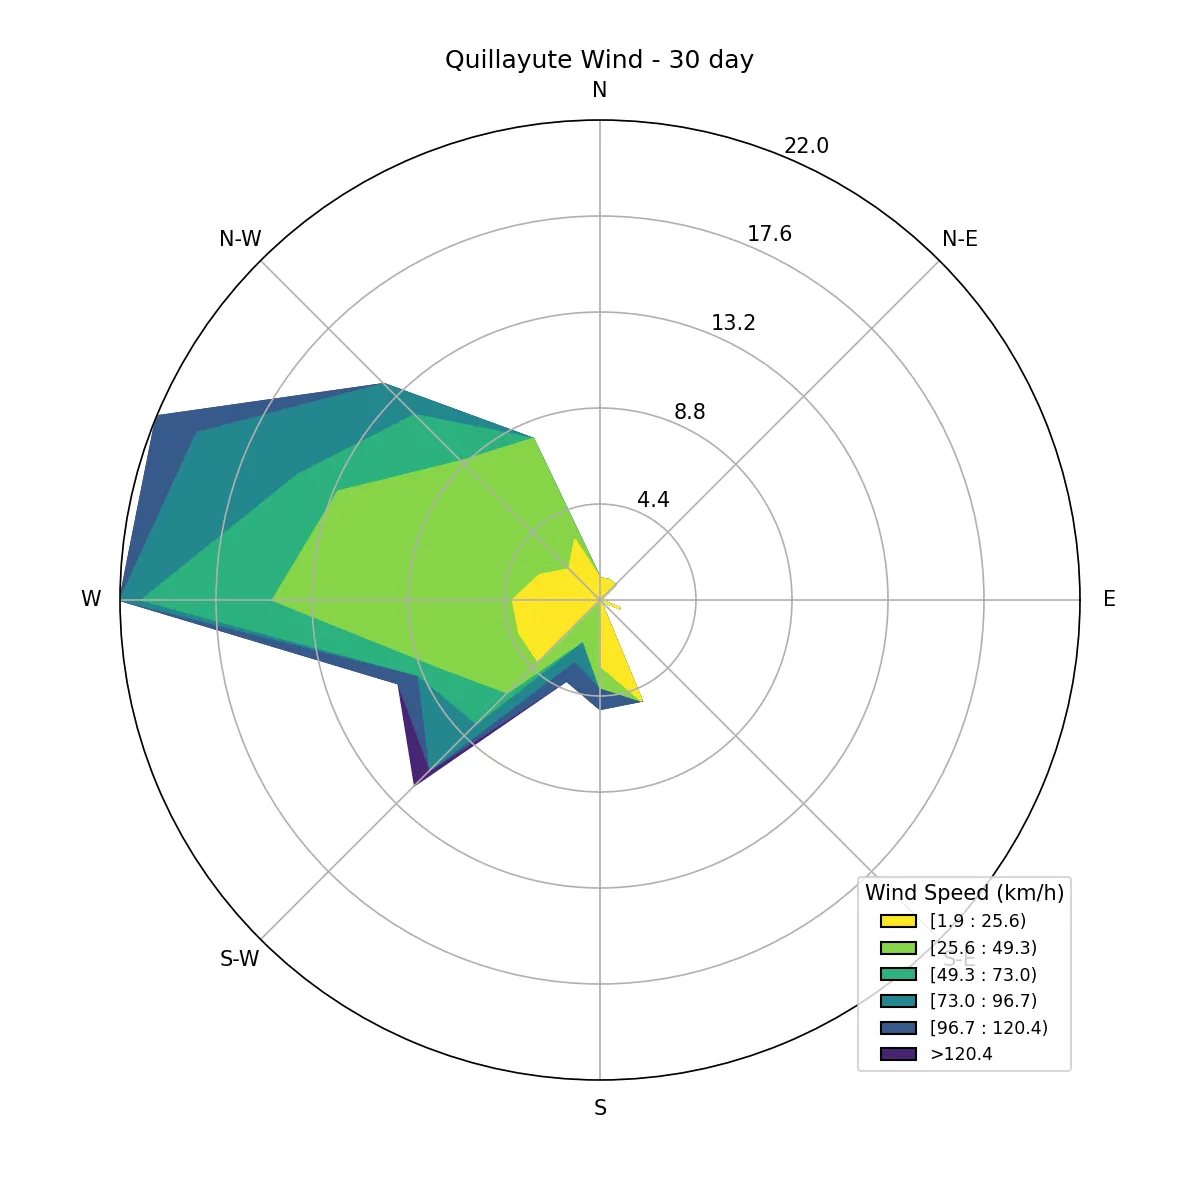 Quillayute Wind - 30 day
N
22.0
N-W
17.6
N-E
13.2
8.8
4.4
W
E
Wind Speed (km/h)
[1.9 : 25.6)
[25.6 : 49.3)
S-W
S-E
[49.3 : 73.0)
[73.0 : 96.7)
[96.7 : 120.4)
>120.4
S